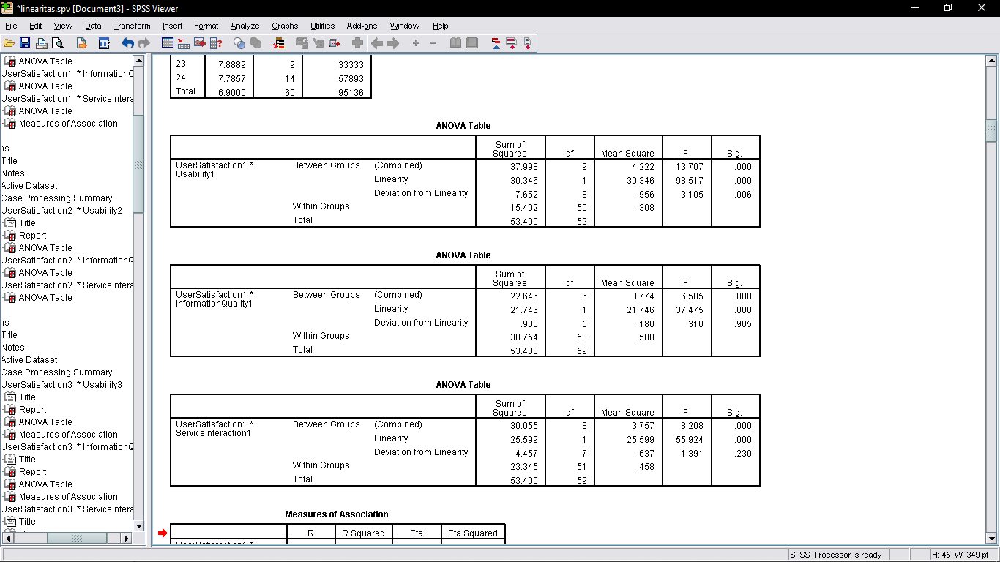 *linearitas.spv [Document3] - SPSS Viewer
File Edit View Data Transform Insert Format Analyze Graphs Utilities Add-ons Window Help
ANOVA Table
UserSatisfaction1 * InformationQ
ANOVA Table
UserSatisfaction1 * ServiceIntera
ANOVA Table
Measures of Association
ns
Title
Notes
Active Dataset
Case Processing Summary
UserSatisfaction2 * Usability2
Title
Report
ANOVA Table
UserSatisfaction2 * InformationQ
ANOVA Table
UserSatisfaction2 * ServiceIntera
ANOVA Table
ns
Title
Notes
Active Dataset
Case Processing Summary
UserSatisfaction3 * Usability3
Title
Report
ANOVA Table
Measures of Association
UserSatisfaction3 * InformationQ
Title
Report
ANOVA Table
Measures of Association
UserSatisfaction3 * ServiceIntera
Title
23 7.8889 9 .33333
24 7.7857 14 .57893
Total 6.9000 60 .95136
ANOVA Table
Sum of
Squares df Mean Square F Sig.
UserSatisfaction1 * Between Groups (Combined) 37.998 9 4.222 13.707 .000
Usability1
Linearity 30.346 1 30.346 98.517 .000
Deviation from Linearity 7.652 8 .956 3.105 .006
Within Groups 15.402 50 .308
Total 53.400 59
ANOVA Table
Sum of
Squares df Mean Square F Sig.
UserSatisfaction1 * Between Groups (Combined) 22.646 6 3.774 6.505 .000
InformationQuality1
Linearity 21.746 1 21.746 37.475 .000
Deviation from Linearity .900 5 .180 .310 .905
Within Groups 30.754 53 .580
Total 53.400 59
ANOVA Table
Sum of
Squares df Mean Square F Sig.
UserSatisfaction1 * Between Groups (Combined) 30.055 8 3.757 8.208 .000
ServiceInteraction1
Linearity 25.599 1 25.599 55.924 .000
Deviation from Linearity 4.457 7 .637 1.391 .230
Within Groups 23.345 51 .458
Total 53.400 59
Measures of Association
R R Squared Eta Eta Squared
UserSatisfaction1 *
SPSS Processor is ready H: 45, W: 349 pt.